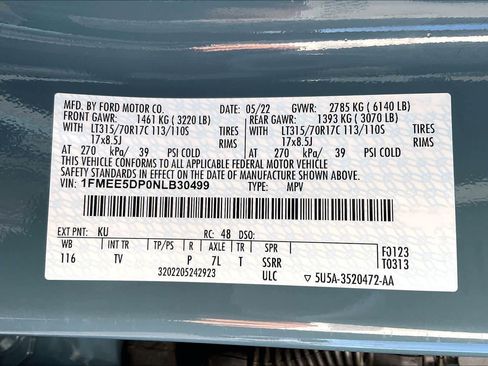 MFD. BY FORD MOTOR CO. 05/22 GVWR: 2785 KG (6140 LB)
FRONT GAWR: 1461 KG (3220 LB) REAR GAWR: 1393 KG (3070 LB)
WITH LT315/70R17C 113/110S TIRES WITH LT315/70R17C 113/110S TIRES
17x8.5J 17x8.5J
AT 270 kPa/ 39 PSI COLD AT 270 kPa/ 39 PSI COLD
THIS VEHICLE CONFORMS TO ALL APPLICABLE FEDERAL MOTOR VEHICLE
SAFETY STANDARDS IN EFFECT ON THE DATE OF MANUFACTURE SHOWN ABOVE.
VIN: 1FMEE5DP0NLB30499 TYPE: MPV
EXT PNT: KU RC: 48 DSO:
WB INT TR TP/PS R AXLE TR SPR F0123
116 TV P 7L T SSRR T0313
3202205242923 ULC ▽ 5U5A-3520472-AA